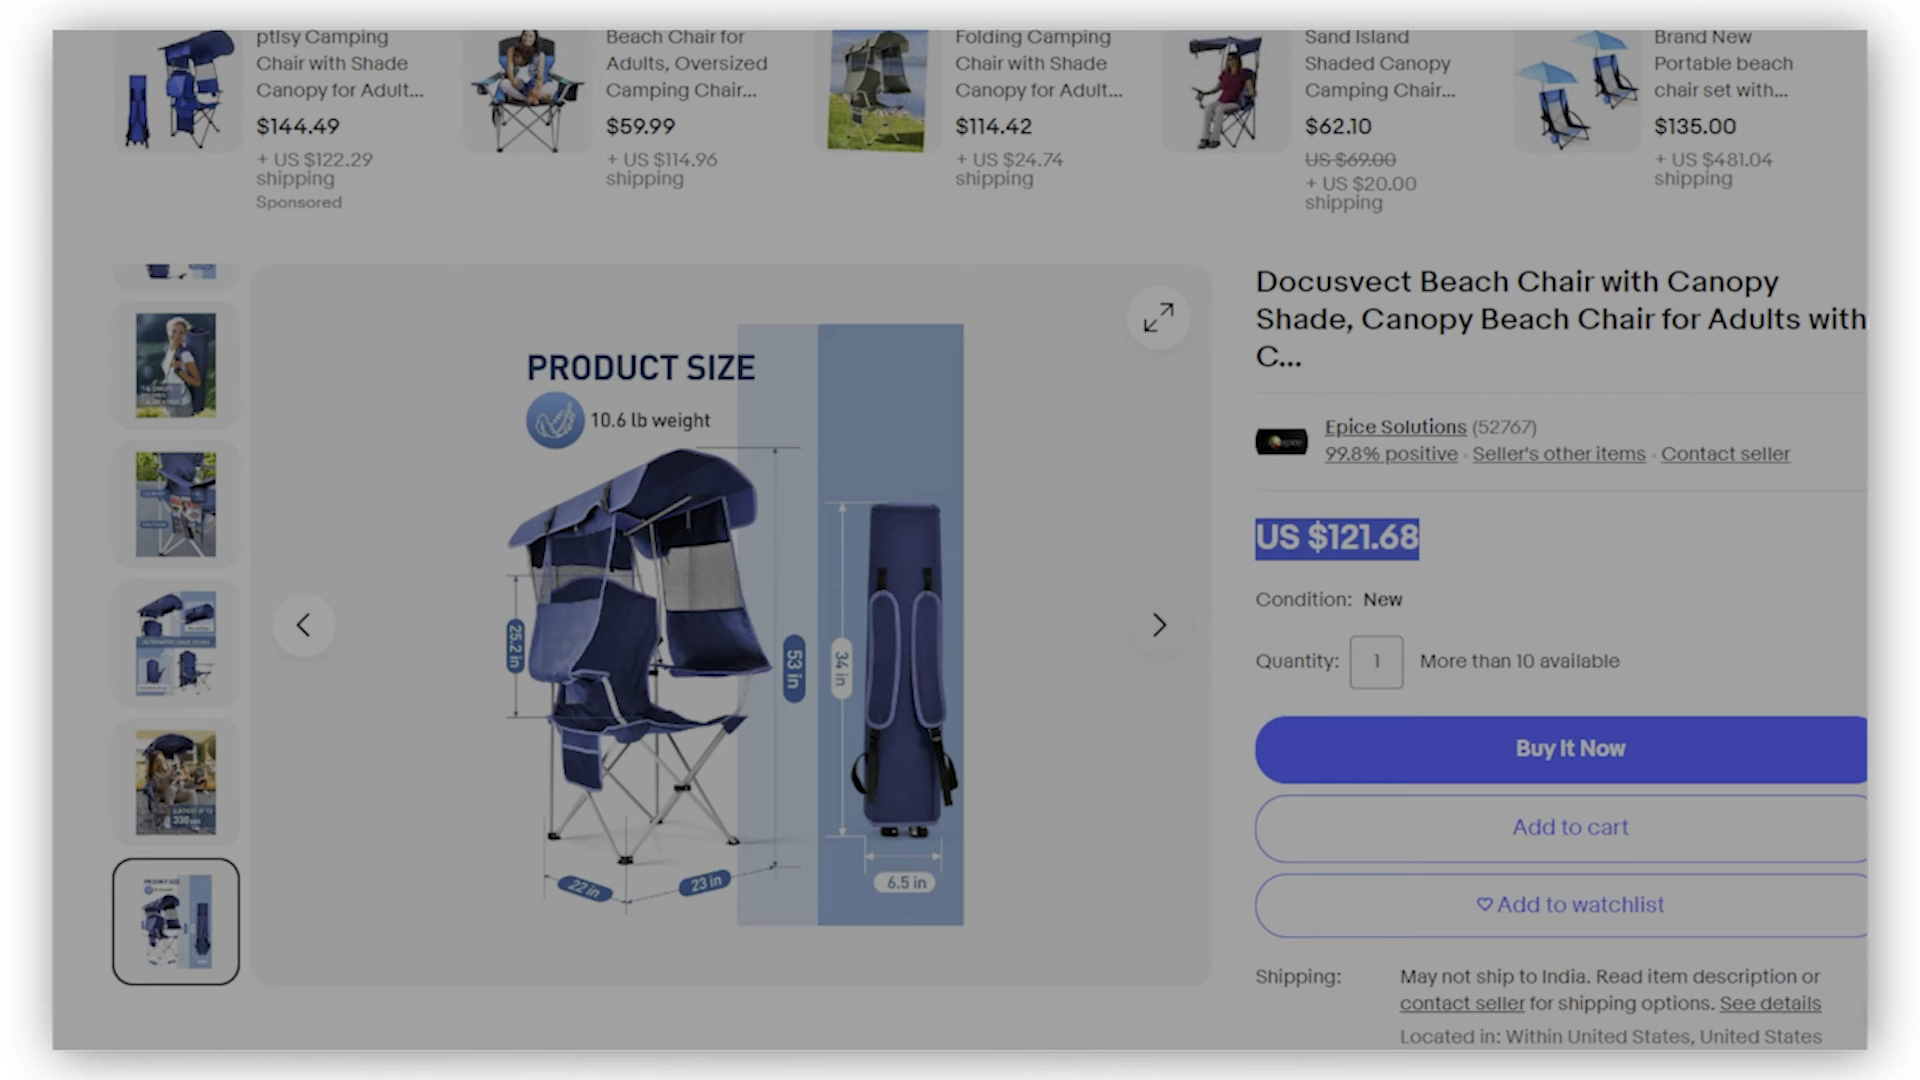 ptlsy Camping
Chair with Shade
Canopy for Adult...
$144.49
+ US $122.29
shipping
Sponsored
Beach Chair for
Adults, Oversized
Camping Chair...
$59.99
+ US $114.96
shipping
Folding Camping
Chair with Shade
Canopy for Adult...
$114.42
+ US $24.74
shipping
Sand Island
Shaded Canopy
Camping Chair...
$62.10
US $69.00
+ US $20.00
shipping
Brand New
Portable beach
chair set with...
$135.00
+ US $481.04
shipping
PRODUCT SIZE
10.6 lb weight
25.2 in
53 in
34 in
22 in
23 in
6.5 in
Docusvect Beach Chair with Canopy
Shade, Canopy Beach Chair for Adults with
C...
Epice Solutions (52767)
99.8% positive · Seller's other items · Contact seller
US $121.68
Condition: New
Quantity: 1 More than 10 available
Buy It Now
Add to cart
Add to watchlist
Shipping: May not ship to India. Read item description or
contact seller for shipping options. See details
Located in: Within United States, United States